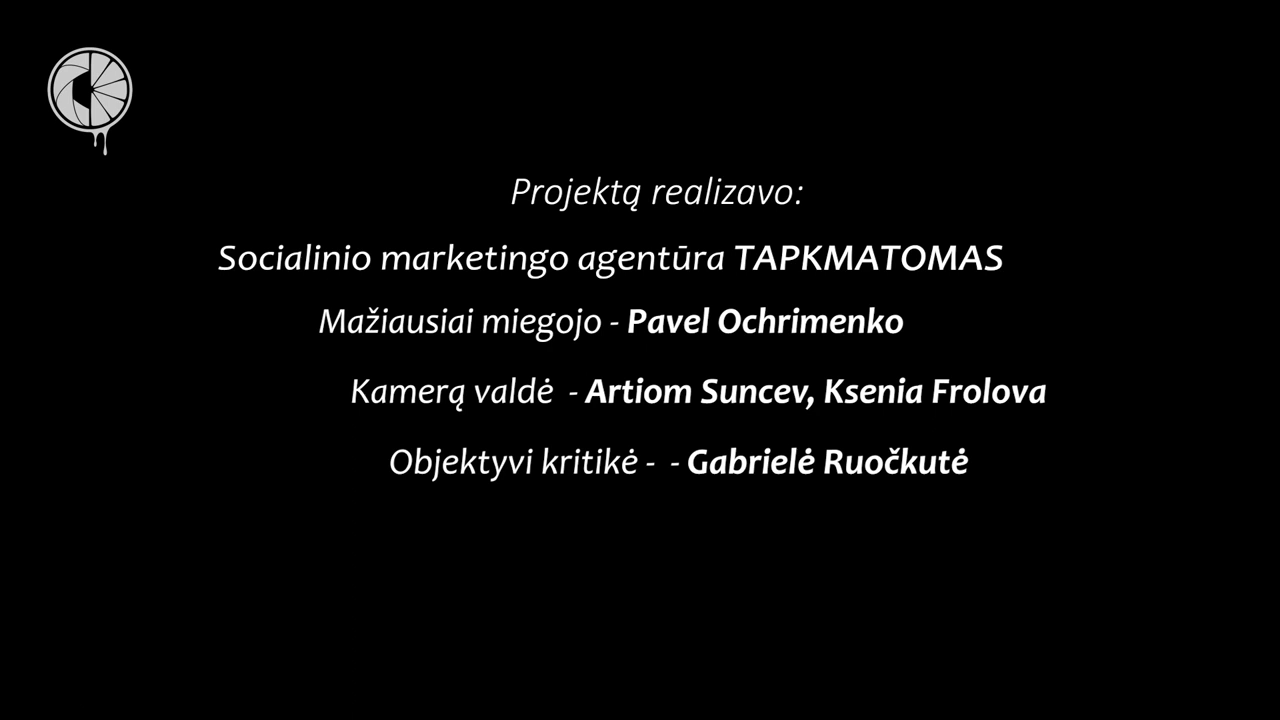 Projektą realizavo:
Socialinio marketingo agentūra TAPKMATOMAS
Mažiausiai miegojo - Pavel Ochrimenko
Kamerą valdė - Artiom Suncev, Ksenia Frolova
Objektyvi kritikė - - Gabrielė Ruočkutė